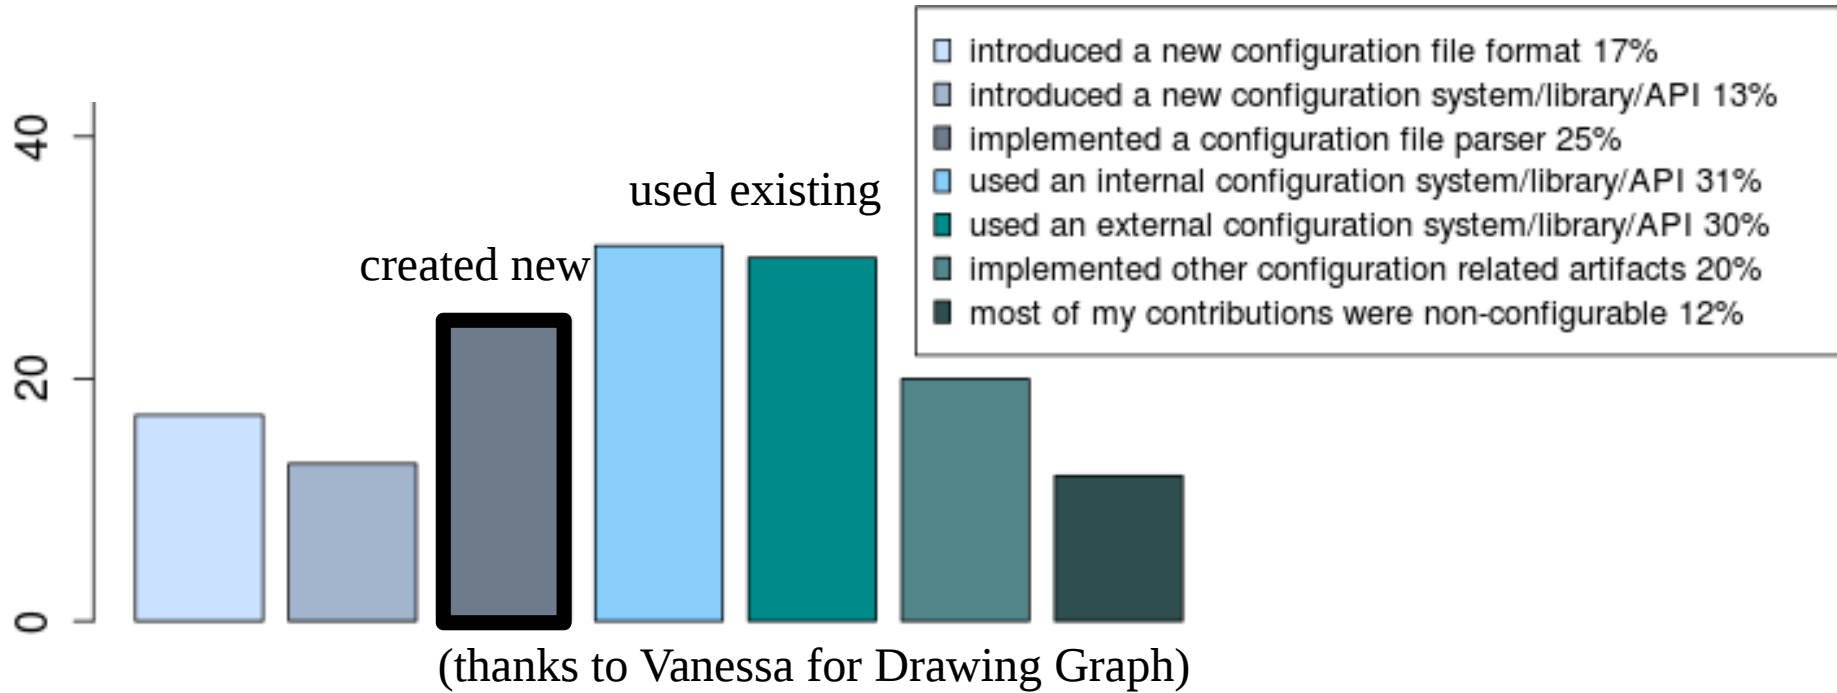 introduced a new configuration file format 17%
introduced a new configuration system/library/API 13%
implemented a configuration file parser 25%
used an internal configuration system/library/API 31%
used an external configuration system/library/API 30%
implemented other configuration related artifacts 20%
most of my contributions were non-configurable 12%
40
used existing
created new
20
0
(thanks to Vanessa for Drawing Graph)